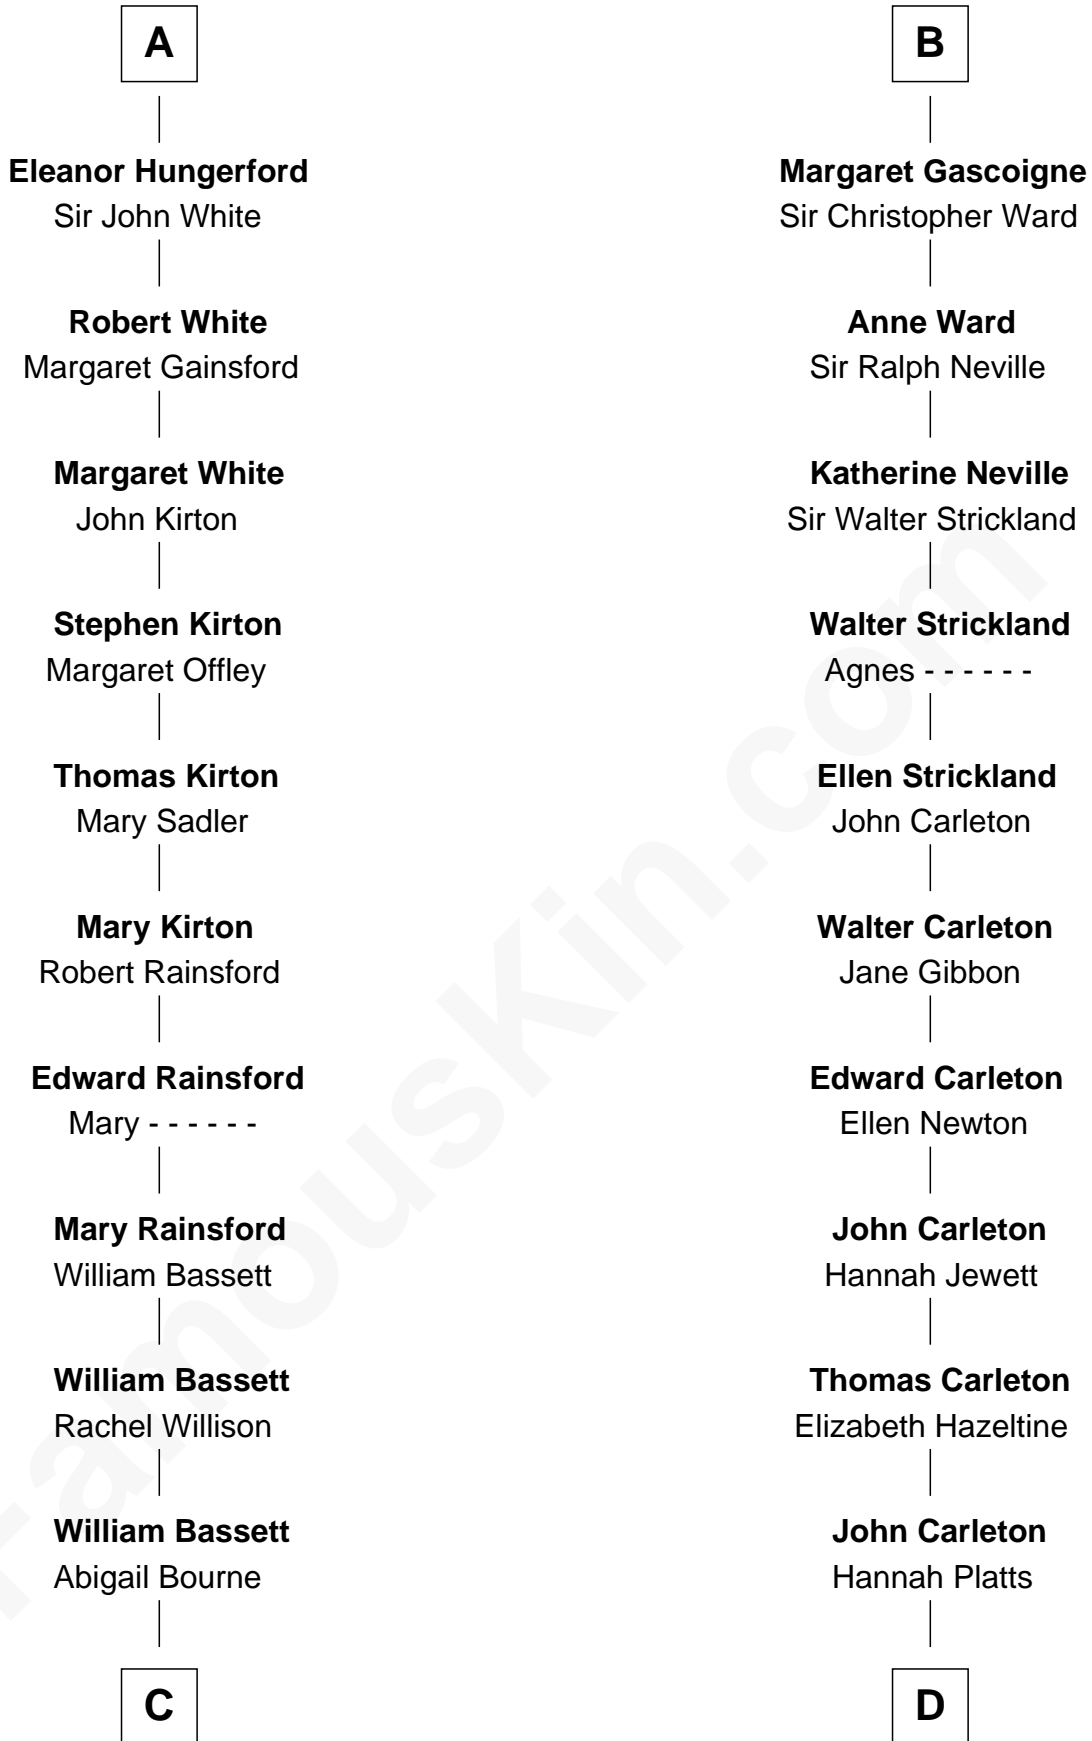 A
Eleanor Hungerford
Sir John White
Robert White
Margaret Gainsford
Margaret White
John Kirton
Stephen Kirton
Margaret Offley
Thomas Kirton
Mary Sadler
Mary Kirton
Robert Rainsford
Edward Rainsford
Mary - - - - - -
Mary Rainsford
William Bassett
William Bassett
Rachel Willison
William Bassett
Abigail Bourne
C
B
Margaret Gascoigne
Sir Christopher Ward
Anne Ward
Sir Ralph Neville
Katherine Neville
Sir Walter Strickland
Walter Strickland
Agnes - - - - - -
Ellen Strickland
John Carleton
Walter Carleton
Jane Gibbon
Edward Carleton
Ellen Newton
John Carleton
Hannah Jewett
Thomas Carleton
Elizabeth Hazeltine
John Carleton
Hannah Platts
D
FamousKin.com